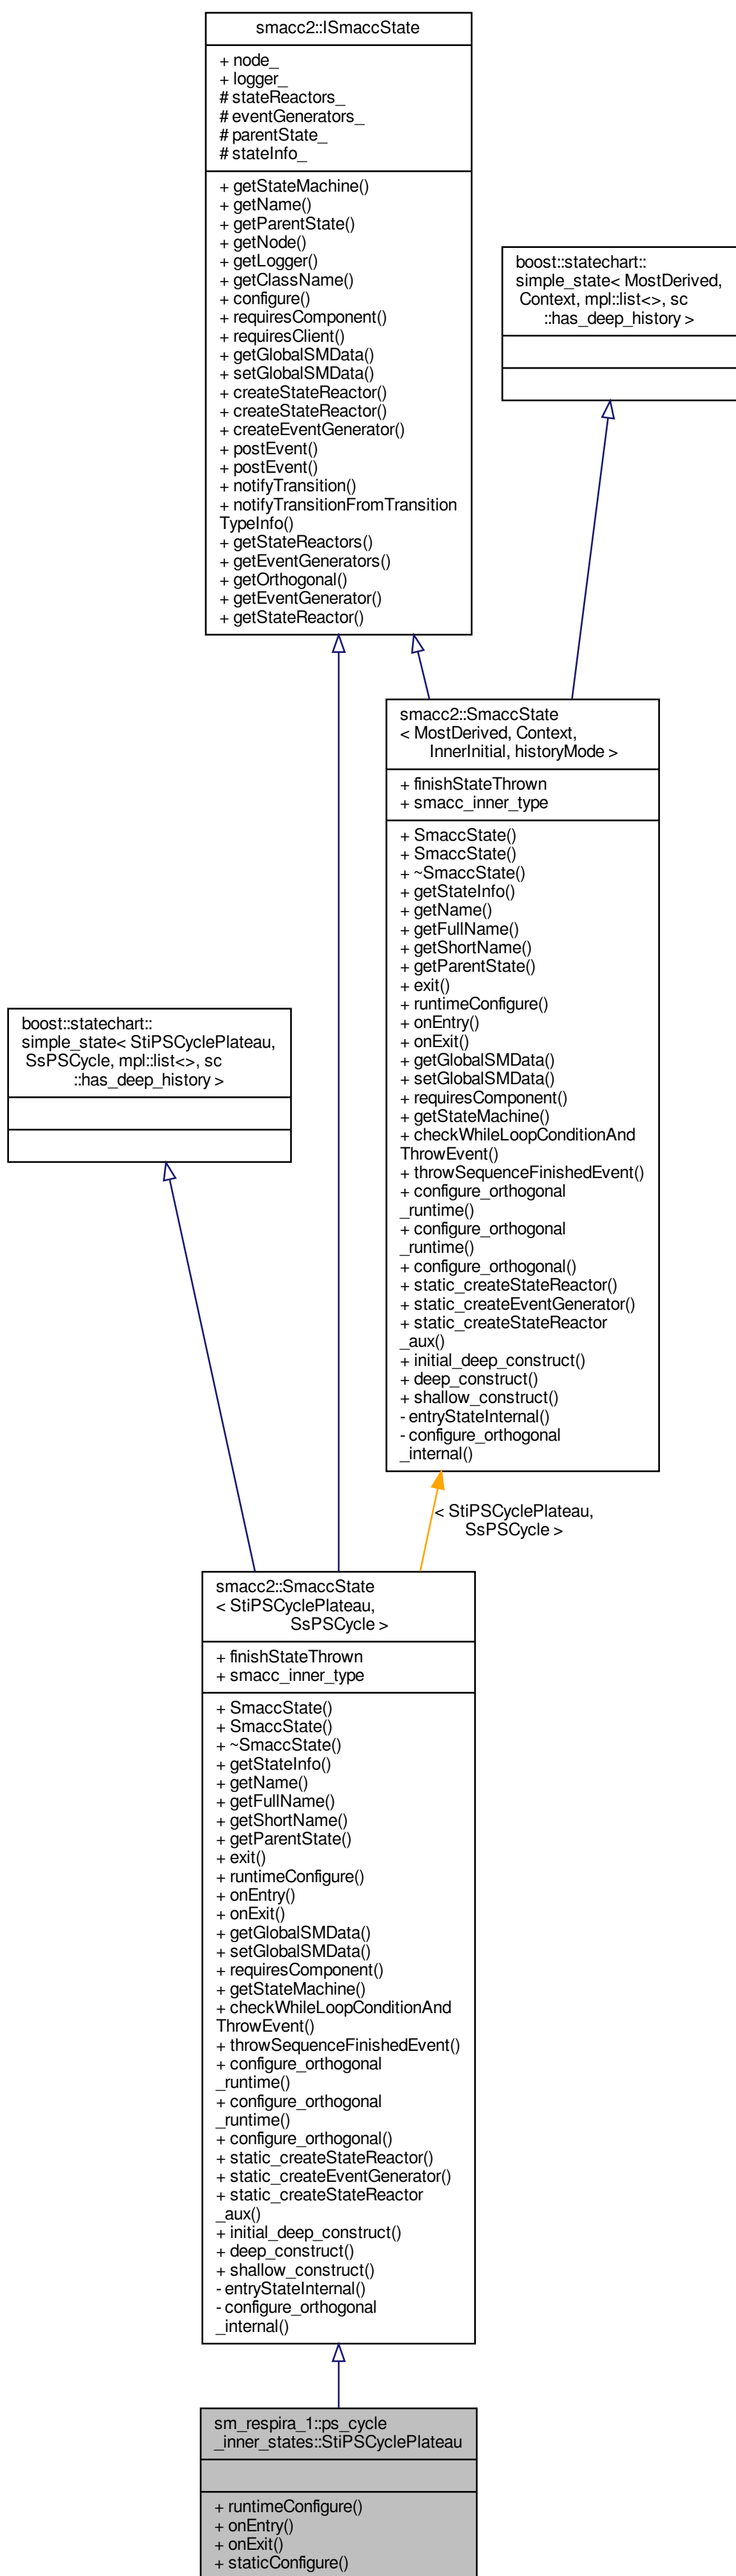 smacc2::ISmaccState
+ node_
+ logger_
# stateReactors_
# eventGenerators_
# parentState_
# stateInfo_
+ getStateMachine()
+ getName()
+ getParentState()
+ getNode()
+ getLogger()
+ getClassName()
+ configure()
+ requiresComponent()
+ requiresClient()
+ getGlobalSMData()
+ setGlobalSMData()
+ createStateReactor()
+ createStateReactor()
+ createEventGenerator()
+ postEvent()
+ postEvent()
+ notifyTransition()
+ notifyTransitionFromTransition
TypeInfo()
+ getStateReactors()
+ getEventGenerators()
+ getOrthogonal()
+ getEventGenerator()
+ getStateReactor()
boost::statechart::
simple_state< MostDerived,
Context, mpl::list<>, sc
::has_deep_history >
smacc2::SmaccState
< MostDerived, Context,
InnerInitial, historyMode >
+ finishStateThrown
+ smacc_inner_type
+ SmaccState()
+ SmaccState()
+ ~SmaccState()
+ getStateInfo()
+ getName()
+ getFullName()
+ getShortName()
+ getParentState()
+ exit()
+ runtimeConfigure()
+ onEntry()
+ onExit()
+ getGlobalSMData()
+ setGlobalSMData()
+ requiresComponent()
+ getStateMachine()
+ checkWhileLoopConditionAnd
ThrowEvent()
+ throwSequenceFinishedEvent()
+ configure_orthogonal
_runtime()
+ configure_orthogonal
_runtime()
+ configure_orthogonal()
+ static_createStateReactor()
+ static_createEventGenerator()
+ static_createStateReactor
_aux()
+ initial_deep_construct()
+ deep_construct()
+ shallow_construct()
- entryStateInternal()
- configure_orthogonal
_internal()
boost::statechart::
simple_state< StiPSCyclePlateau,
SsPSCycle, mpl::list<>, sc
::has_deep_history >
< StiPSCyclePlateau,
SsPSCycle >
smacc2::SmaccState
< StiPSCyclePlateau,
SsPSCycle >
+ finishStateThrown
+ smacc_inner_type
+ SmaccState()
+ SmaccState()
+ ~SmaccState()
+ getStateInfo()
+ getName()
+ getFullName()
+ getShortName()
+ getParentState()
+ exit()
+ runtimeConfigure()
+ onEntry()
+ onExit()
+ getGlobalSMData()
+ setGlobalSMData()
+ requiresComponent()
+ getStateMachine()
+ checkWhileLoopConditionAnd
ThrowEvent()
+ throwSequenceFinishedEvent()
+ configure_orthogonal
_runtime()
+ configure_orthogonal
_runtime()
+ configure_orthogonal()
+ static_createStateReactor()
+ static_createEventGenerator()
+ static_createStateReactor
_aux()
+ initial_deep_construct()
+ deep_construct()
+ shallow_construct()
- entryStateInternal()
- configure_orthogonal
_internal()
sm_respira_1::ps_cycle
_inner_states::StiPSCyclePlateau
+ runtimeConfigure()
+ onEntry()
+ onExit()
+ staticConfigure()